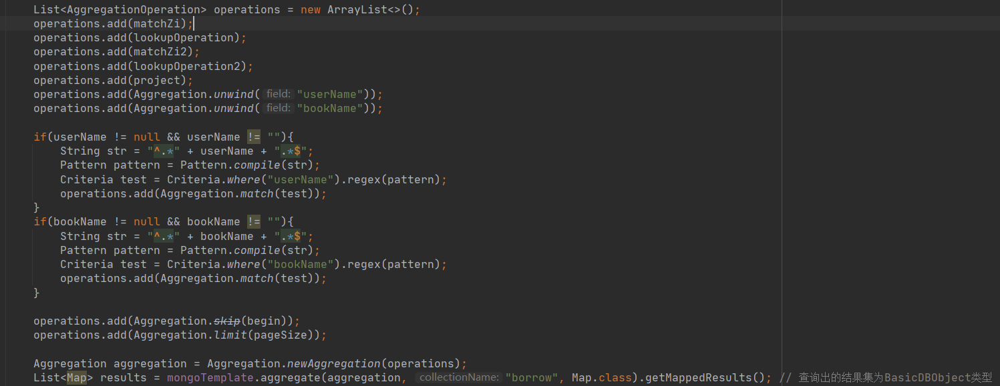 List<AggregationOperation> operations = new ArrayList<>();
operations.add(matchZi);
operations.add(lookupOperation);
operations.add(matchZi2);
operations.add(lookupOperation2);
operations.add(project);
operations.add(Aggregation.unwind( field: "userName"));
operations.add(Aggregation.unwind( field: "bookName"));
if(userName != null && userName != ""){
String str = "^.*" + userName + ".*$";
Pattern pattern = Pattern.compile(str);
Criteria test = Criteria.where("userName").regex(pattern);
operations.add(Aggregation.match(test));
}
if(bookName != null && bookName != ""){
String str = "^.*" + bookName + ".*$";
Pattern pattern = Pattern.compile(str);
Criteria test = Criteria.where("bookName").regex(pattern);
operations.add(Aggregation.match(test));
}
operations.add(Aggregation.skip(begin));
operations.add(Aggregation.limit(pageSize));
Aggregation aggregation = Aggregation.newAggregation(operations);
List<Map> results = mongoTemplate.aggregate(aggregation, collectionName: "borrow", Map.class).getMappedResults(); // 查询出的结果集为BasicDBObject类型